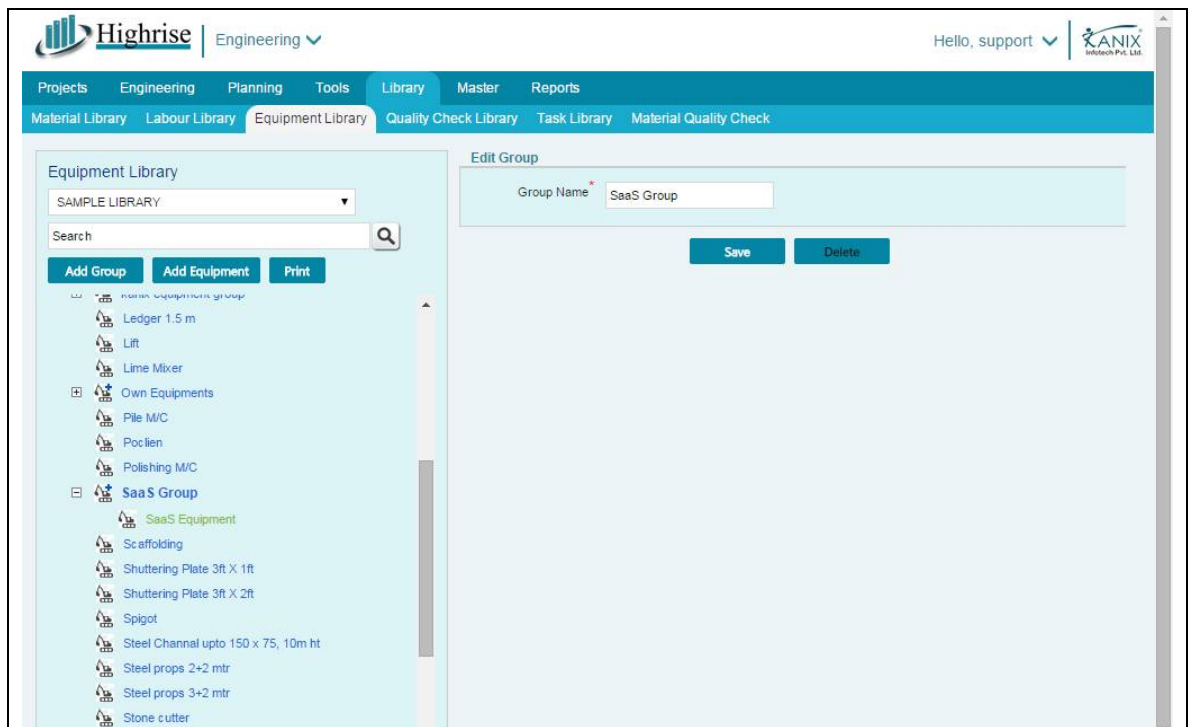 Highrise
Engineering
Hello, support
KANIX
Infotech Pvt. Ltd.
Projects Engineering Planning Tools Library Master Reports
Material Library Labour Library Equipment Library Quality Check Library Task Library Material Quality Check
Equipment Library
SAMPLE LIBRARY
Search
Add Group Add Equipment Print
Kanix equipment group
Ledger 1.5 m
Lift
Lime Mixer
Own Equipments
Pile M/C
Poclien
Polishing M/C
SaaS Group
SaaS Equipment
Scaffolding
Shuttering Plate 3ft X 1ft
Shuttering Plate 3ft X 2ft
Spigot
Steel Channal upto 150 x 75, 10m ht
Steel props 2+2 mtr
Steel props 3+2 mtr
Stone cutter
Edit Group
Group Name* SaaS Group
Save Delete